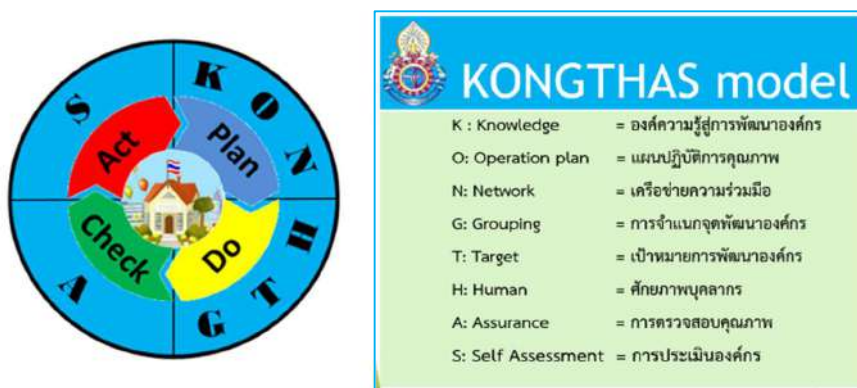 K
O
N
H
T
G
A
S
Plan
Do
Check
Act
KONGTHAS model
K : Knowledge = องค์ความรู้สู่การพัฒนาองค์กร
O: Operation plan = แผนปฏิบัติการคุณภาพ
N: Network = เครือข่ายความร่วมมือ
G: Grouping = การจำแนกจุดพัฒนาองค์กร
T: Target = เป้าหมายการพัฒนาองค์กร
H: Human = ศักยภาพบุคลากร
A: Assurance = การตรวจสอบคุณภาพ
S: Self Assessment = การประเมินองค์กร